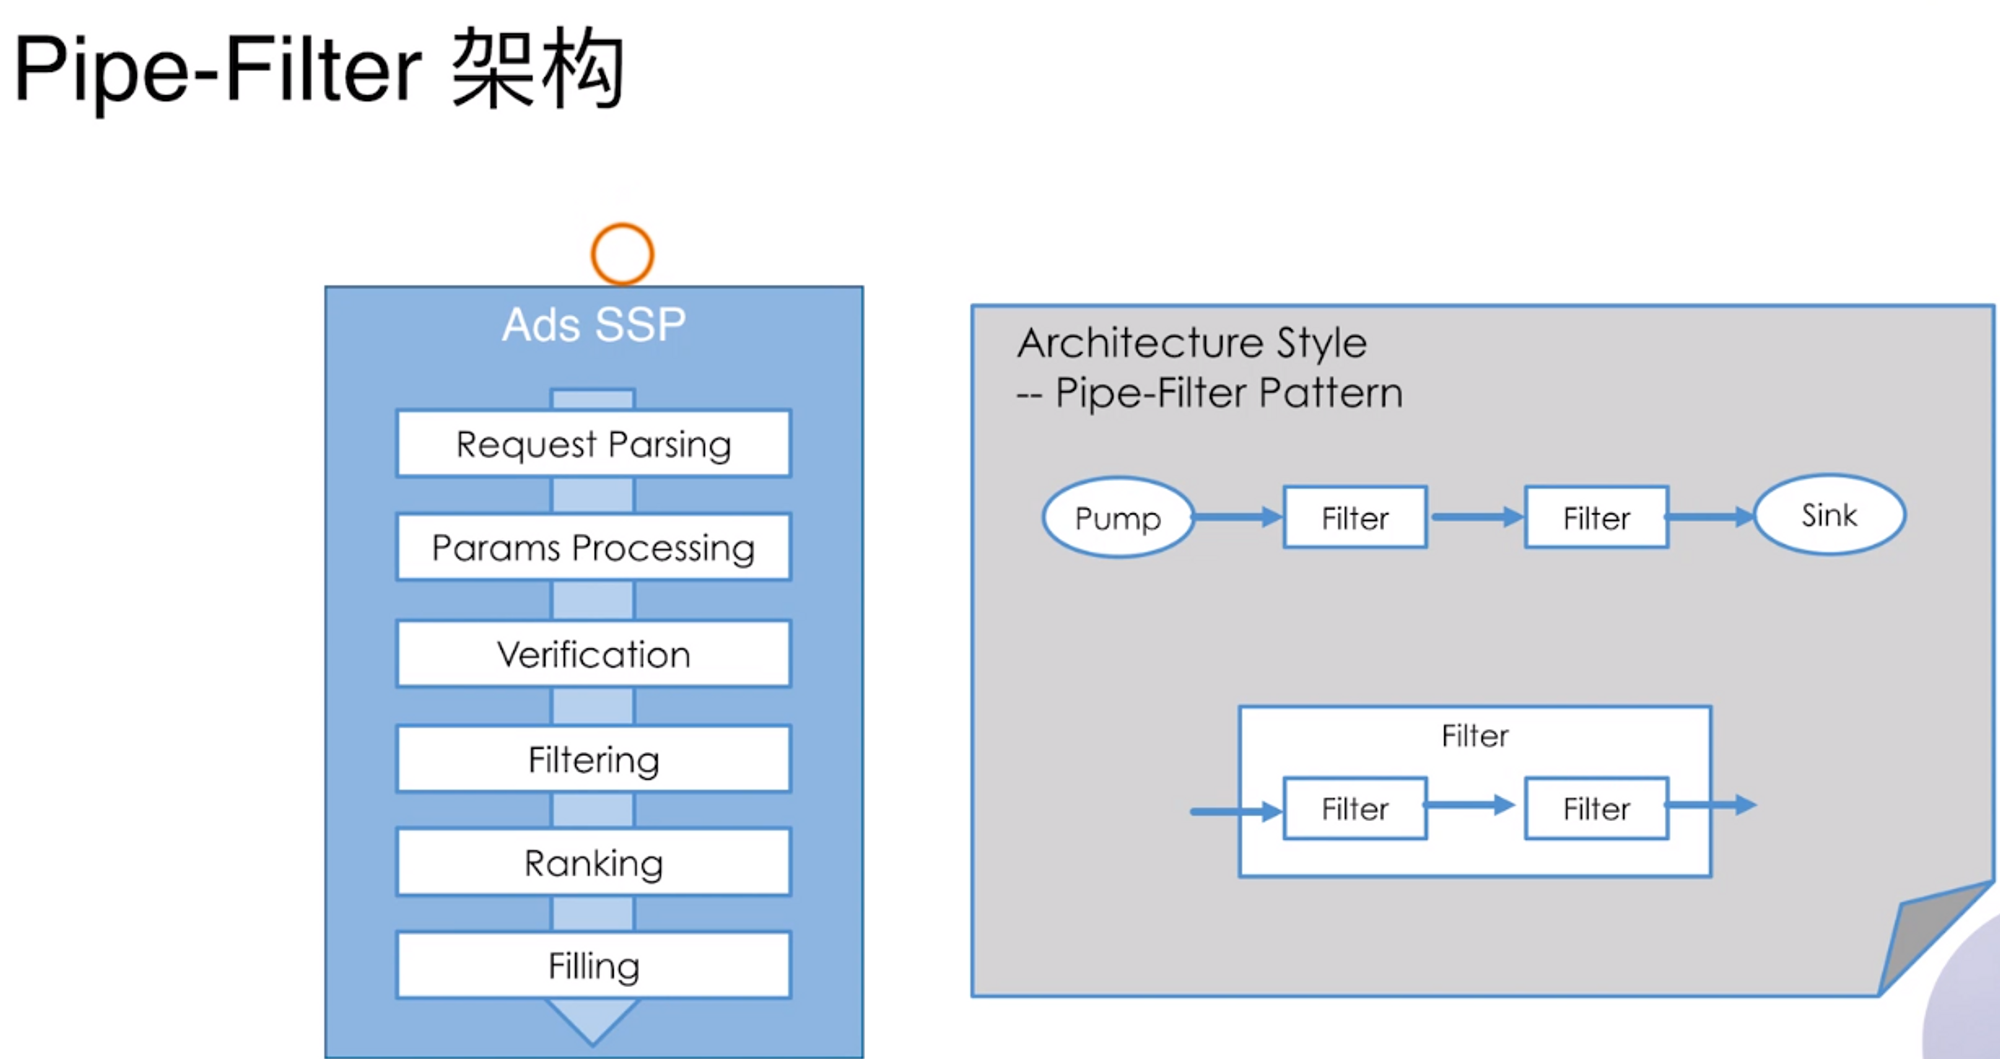 Pipe-Filter 架构
Ads SSP
Request Parsing
Params Processing
Verification
Filtering
Ranking
Filling
Architecture Style
-- Pipe-Filter Pattern
Pump
Filter
Filter
Sink
Filter
Filter
Filter